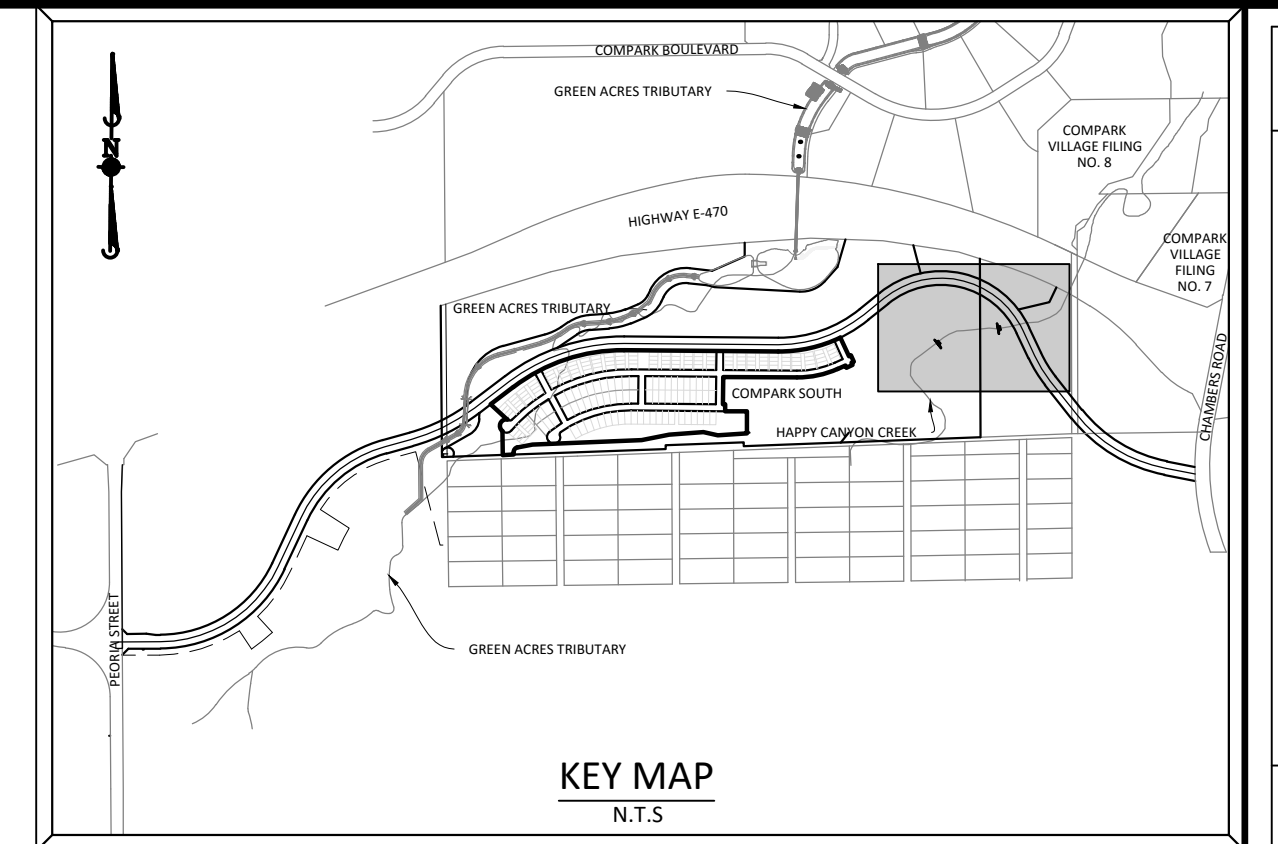 COMPARK BOULEVARD
GREEN ACRES TRIBUTARY
N
COMPARK
VILLAGE FILING
NO. 8
HIGHWAY E-470
COMPARK
VILLAGE
FILING
NO. 7
GREEN ACRES TRIBUTARY
CHAMBERS ROAD
COMPARK SOUTH
HAPPY CANYON CREEK
PEORIA STREET
GREEN ACRES TRIBUTARY
KEY MAP
N.T.S